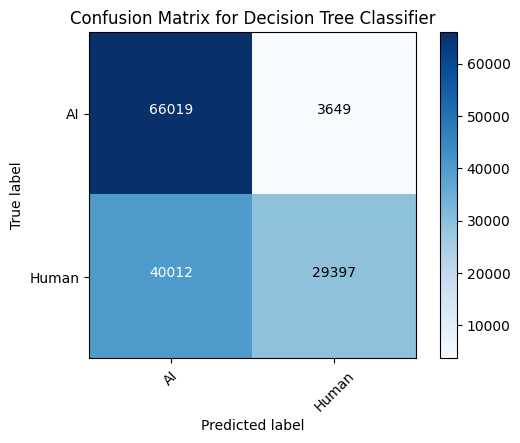 Confusion Matrix for Decision Tree Classifier
True label
AI
Human
66019
3649
40012
29397
AI
Human
Predicted label
60000
50000
40000
30000
20000
10000